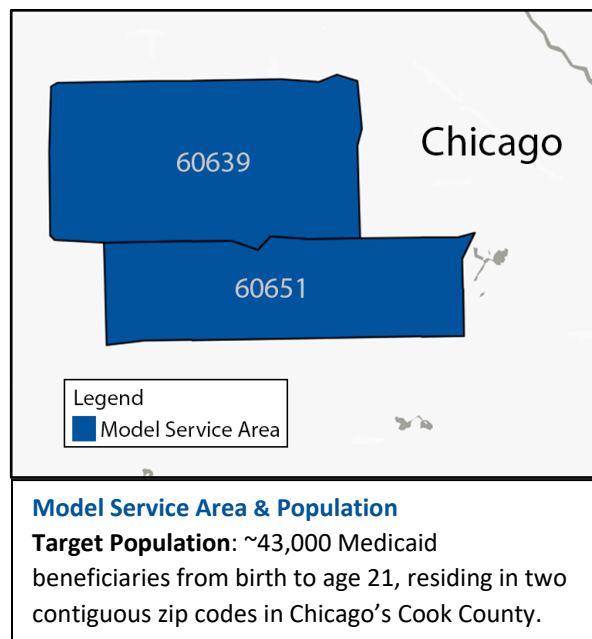 Chicago
60639
60651
Legend
Model Service Area
Model Service Area & Population
Target Population: ~43,000 Medicaid
beneficiaries from birth to age 21, residing in two
contiguous zip codes in Chicago’s Cook County.